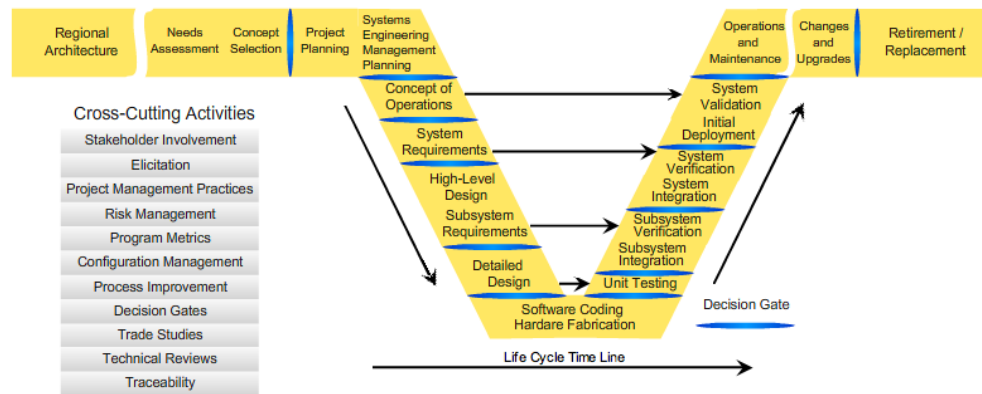 Regional
Architecture
Needs
Assessment
Concept
Selection
Project
Planning
Systems
Engineering
Management
Planning
Operations
and
Maintenance
Changes
and
Upgrades
Retirement /
Replacement
Cross-Cutting Activities
Stakeholder Involvement
Elicitation
Project Management Practices
Risk Management
Program Metrics
Configuration Management
Process Improvement
Decision Gates
Trade Studies
Technical Reviews
Traceability
Concept of
Operations
System
Requirements
High-Level
Design
Subsystem
Requirements
Detailed
Design
Software Coding
Hardare Fabrication
Unit Testing
Subsystem
Integration
Subsystem
Verification
System
Integration
System
Verification
Initial
Deployment
System
Validation
Decision Gate
Life Cycle Time Line